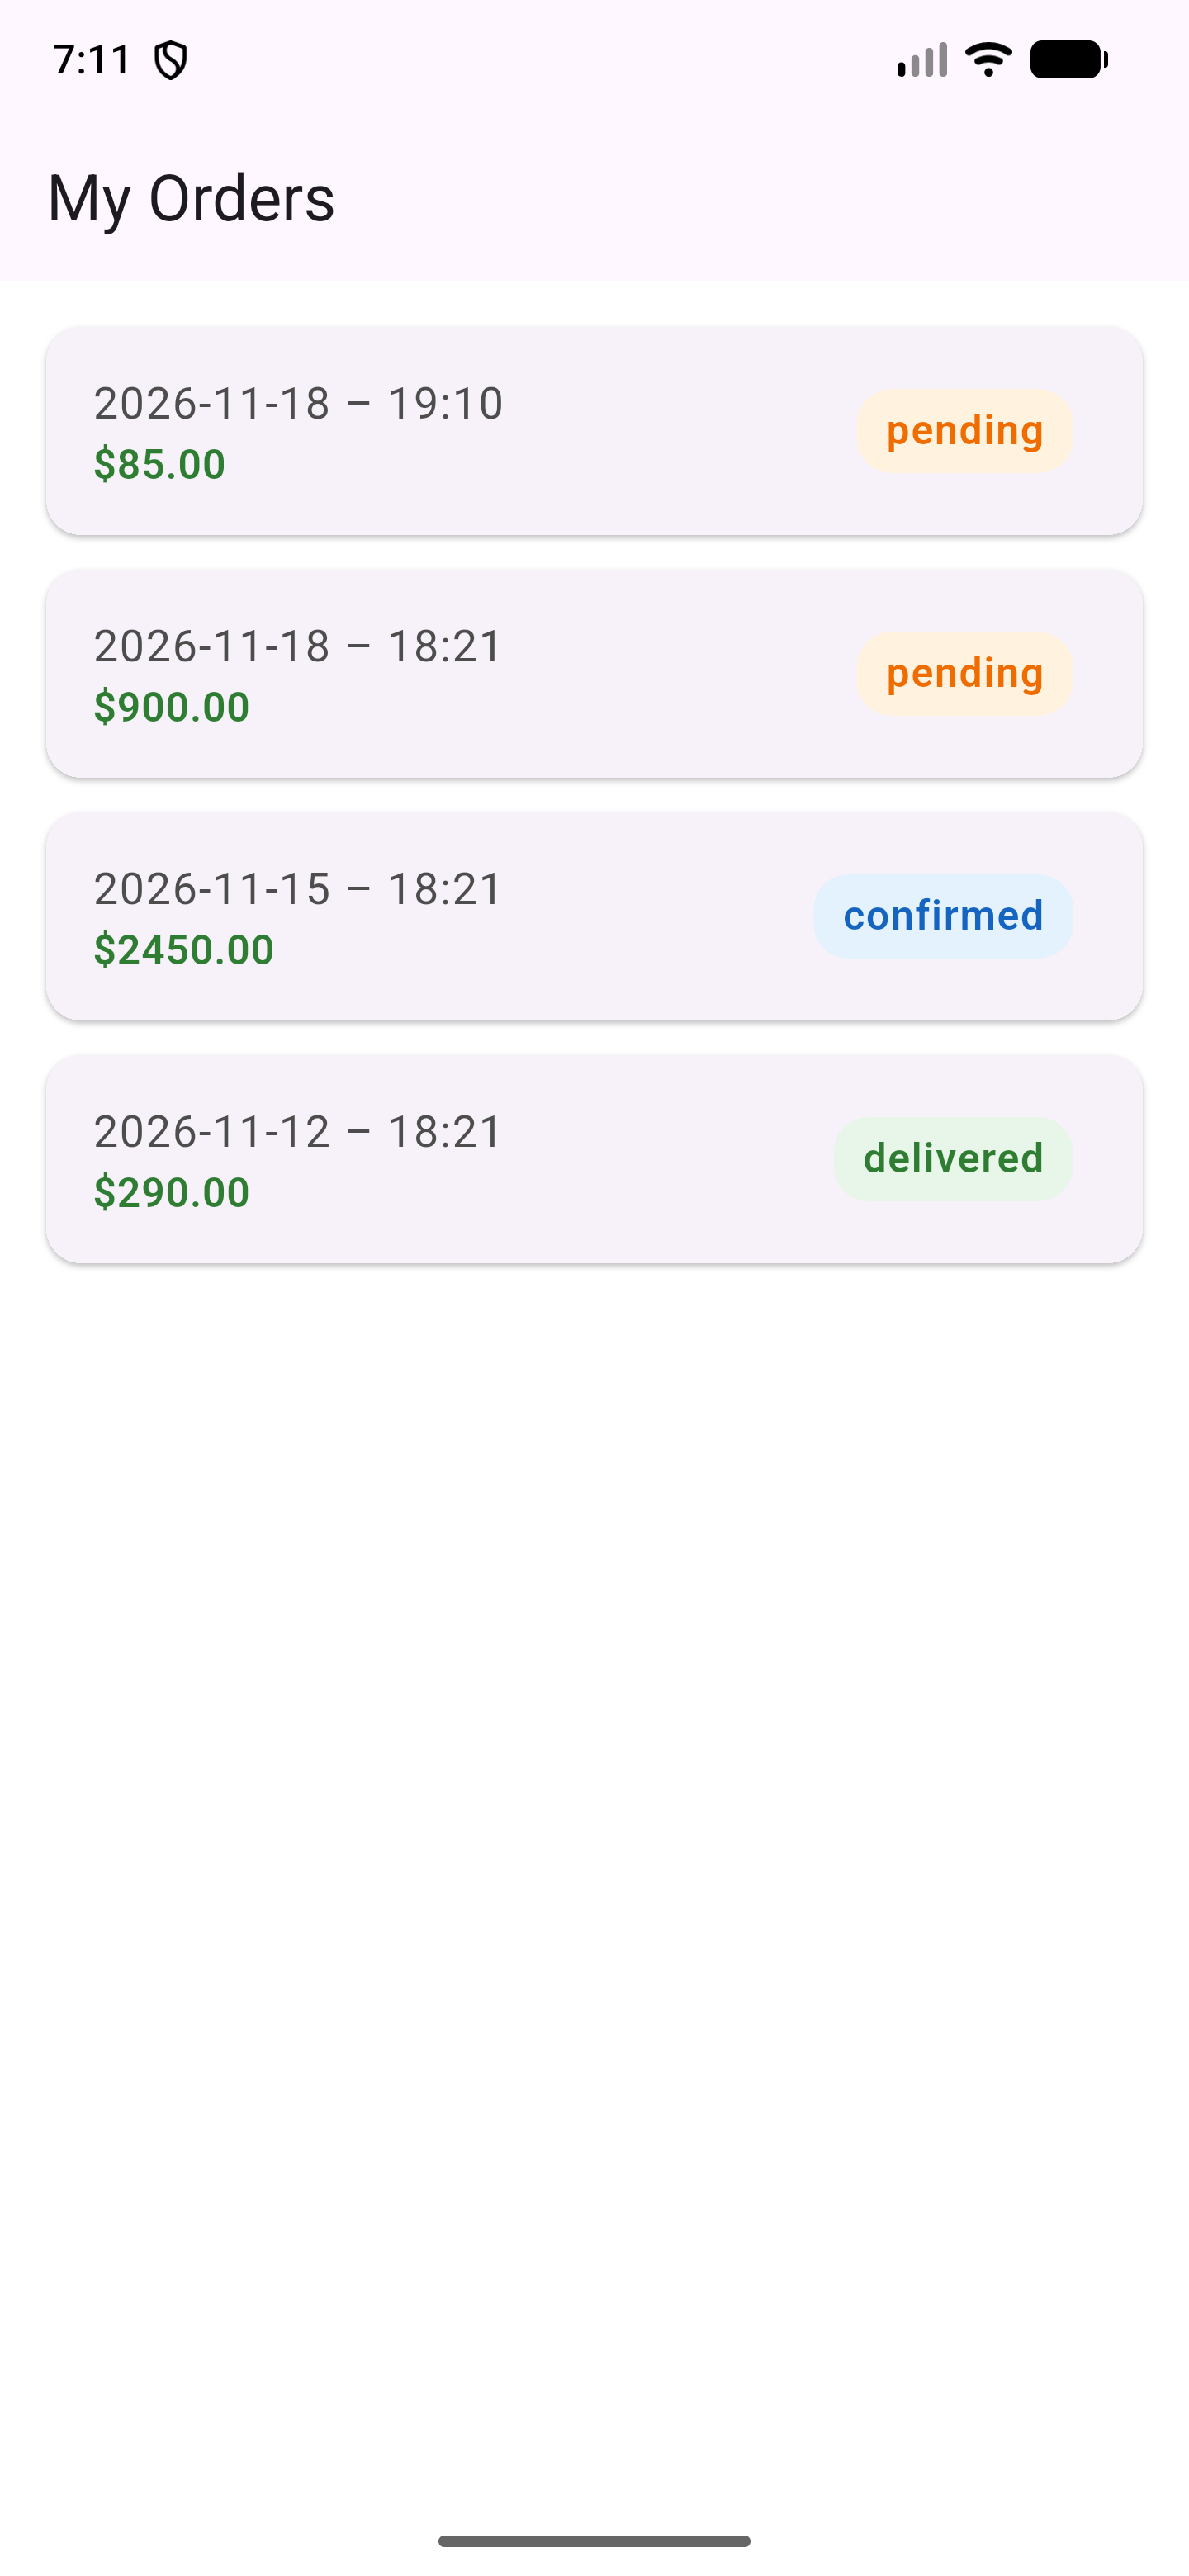 7:11
My Orders
2026-11-18 – 19:10
$85.00
pending
2026-11-18 – 18:21
$900.00
pending
2026-11-15 – 18:21
$2450.00
confirmed
2026-11-12 – 18:21
$290.00
delivered